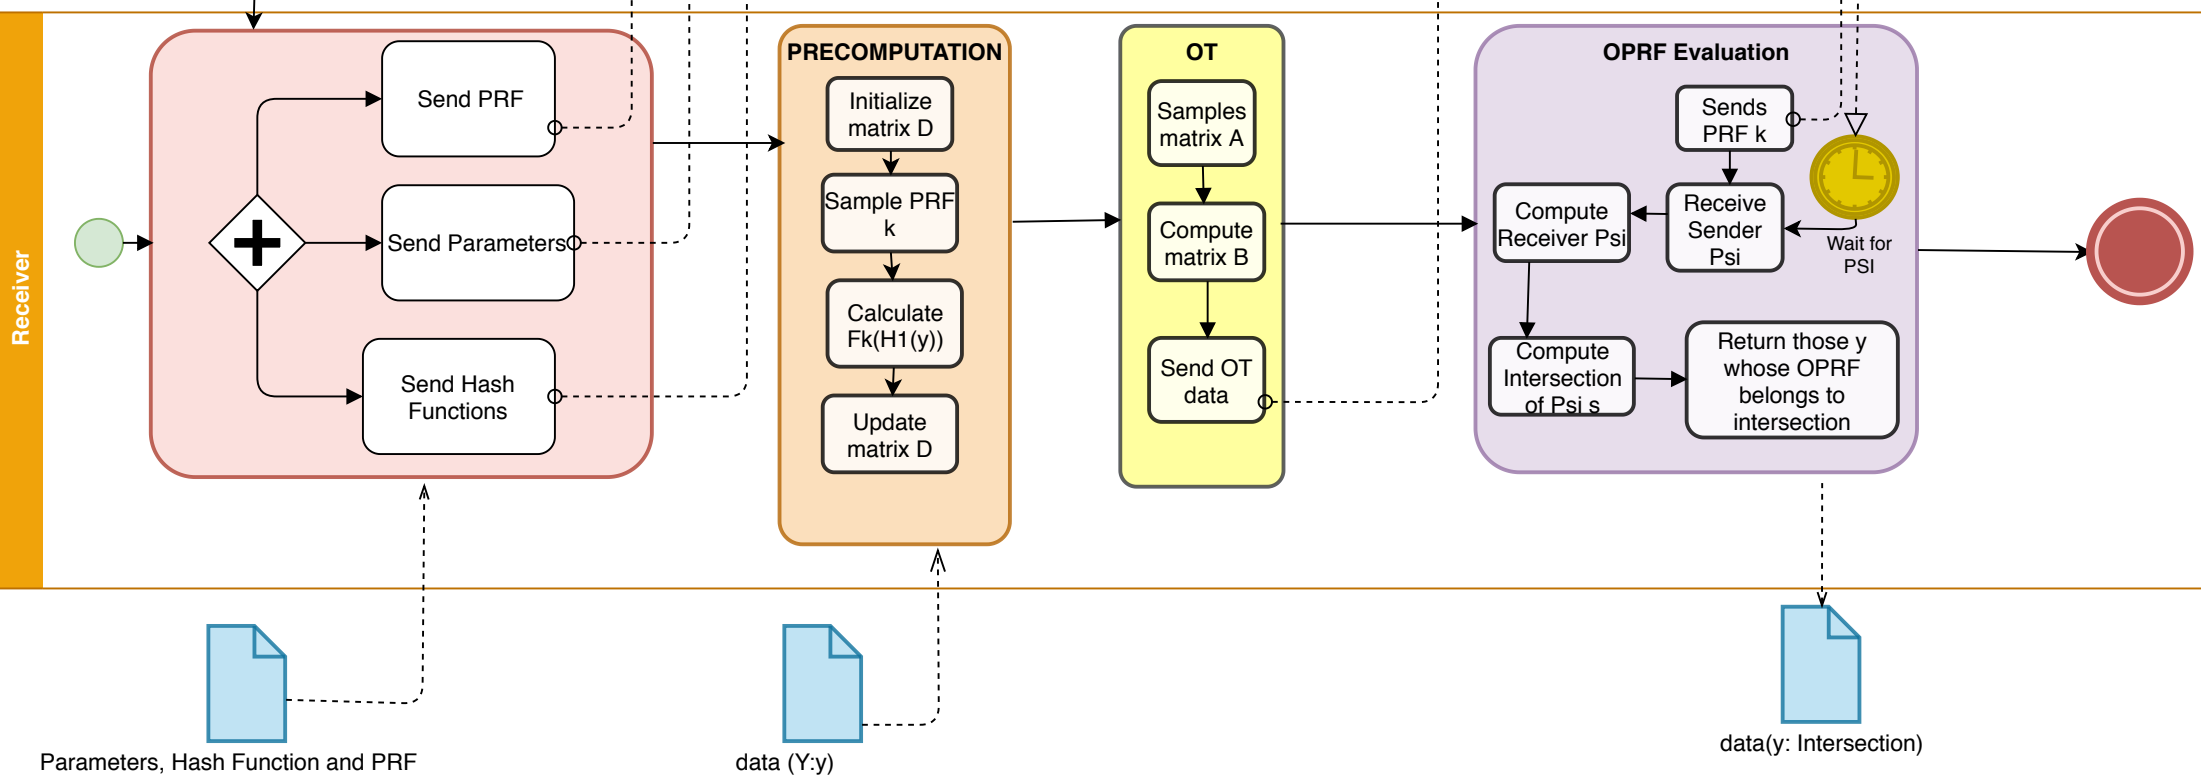 Receiver
Send PRF
Send Parameters
Send Hash
Functions
PRECOMPUTATION
Initialize
matrix D
Sample PRF
k
Calculate
Fk(H1(y))
Update
matrix D
OT
Samples
matrix A
Compute
matrix B
Send OT
data
OPRF Evaluation
Sends
PRF k
Receive
Sender
Psi
Wait for
PSI
Compute
Receiver Psi
Compute
Intersection
of Psi s
Return those y
whose OPRF
belongs to
intersection
Parameters, Hash Function and PRF
data (Y:y)
data(y: Intersection)